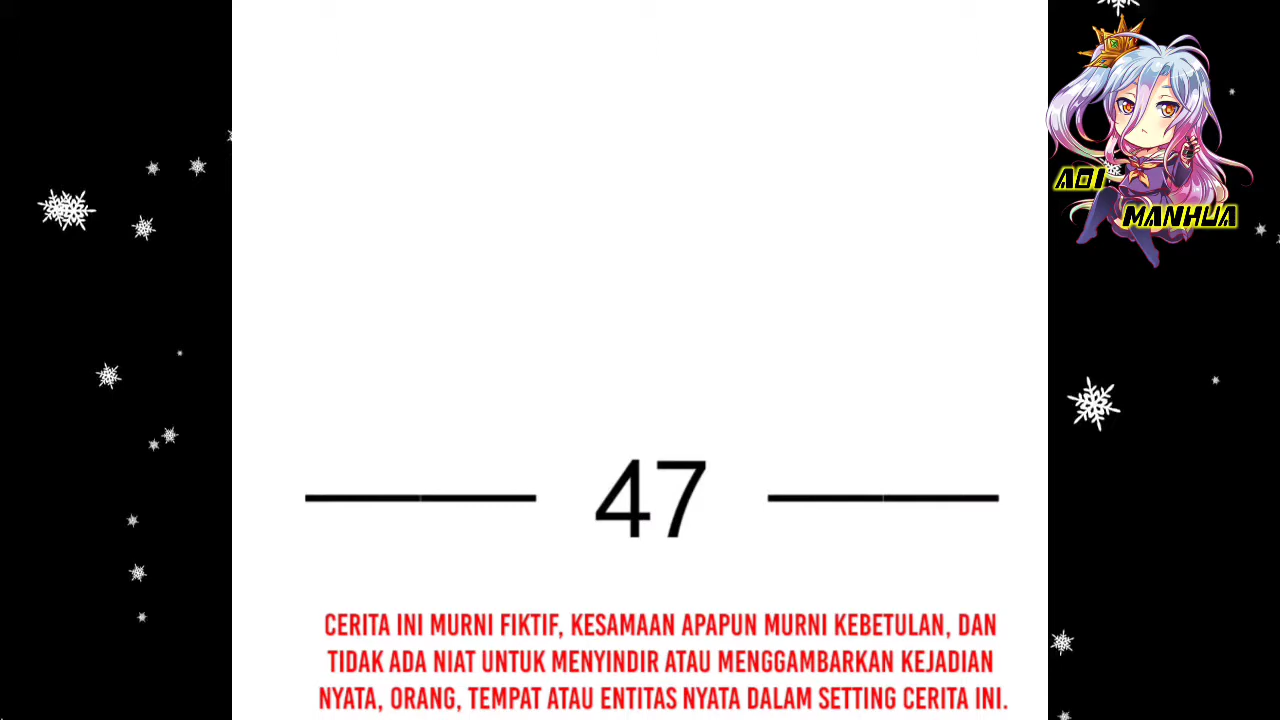 AOI
MANHUA
47
CERITA INI MURNI FIKTIF, KESAMAAN APAPUN MURNI KEBETULAN, DAN
TIDAK ADA NIAT UNTUK MENYINDIR ATAU MENGGAMBARKAN KEJADIAN
NYATA, ORANG, TEMPAT ATAU ENTITAS NYATA DALAM SETTING CERITA INI.